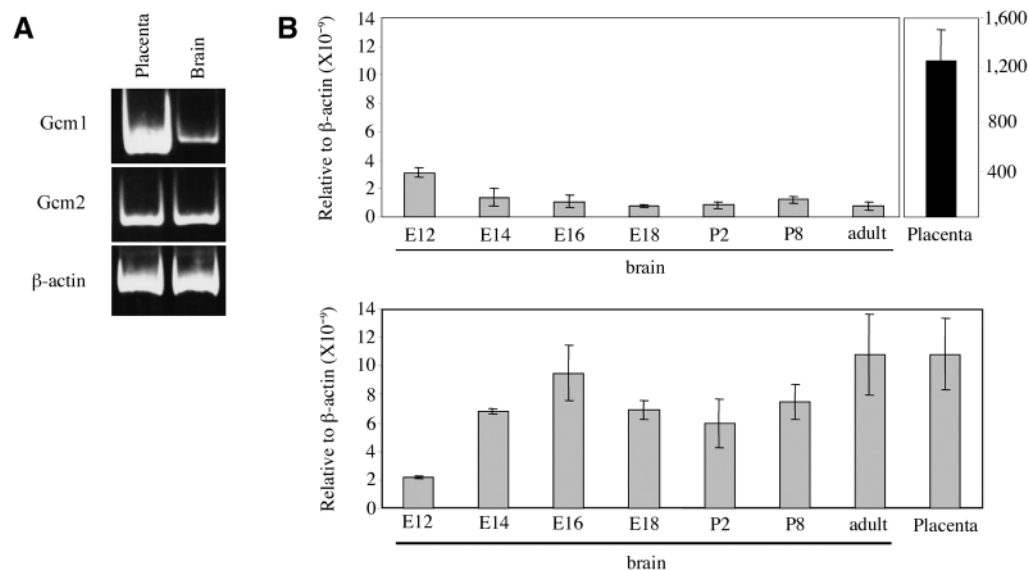 A
Placenta
Brain
Gcm1
Gcm2
β-actin
B
Relative to β-actin (X10⁻⁹)
14
12
10
8
6
4
2
0
E12 E14 E16 E18 P2 P8 adult
brain
1,600
1,200
800
400
Placenta
Relative to β-actin (X10⁻⁹)
14
12
10
8
6
4
2
0
E12 E14 E16 E18 P2 P8 adult Placenta
brain